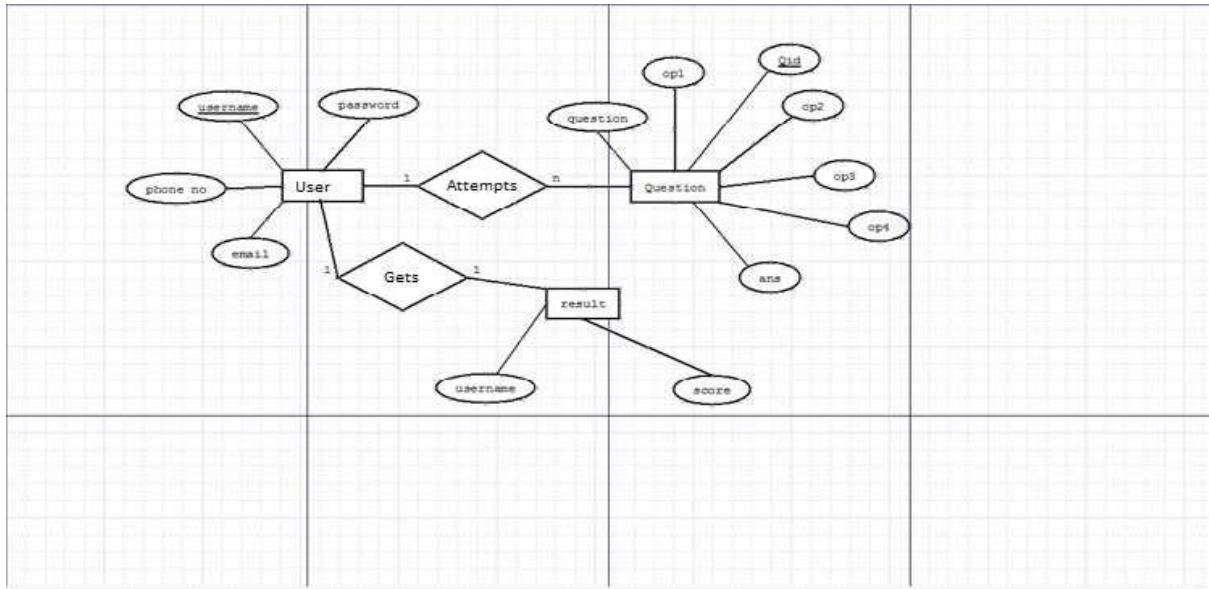 Qid
op1
op2
username
password
question
op3
phone no
User
1
Attempts
n
Question
op4
email
1
Gets
1
ans
result
username
score